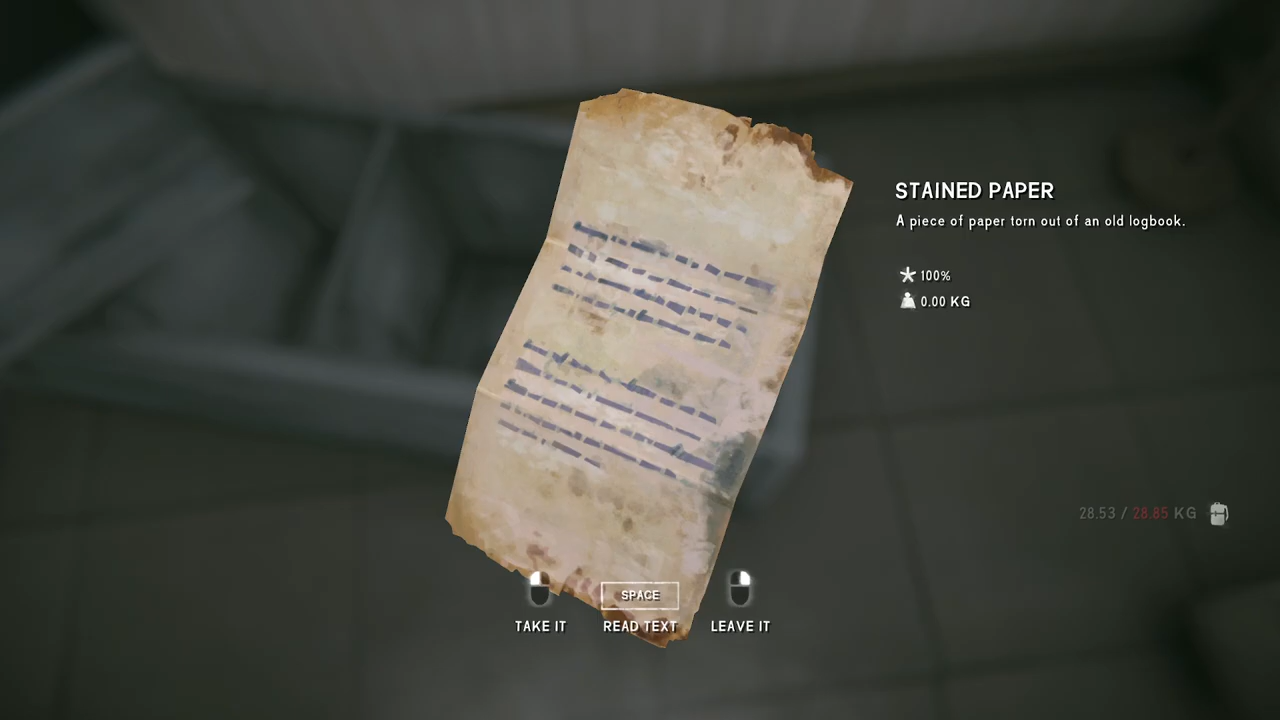 STAINED PAPER
A piece of paper torn out of an old logbook.
100%
0.00 KG
28.53 / 28.85 KG
SPACE
TAKE IT
READ TEXT
LEAVE IT